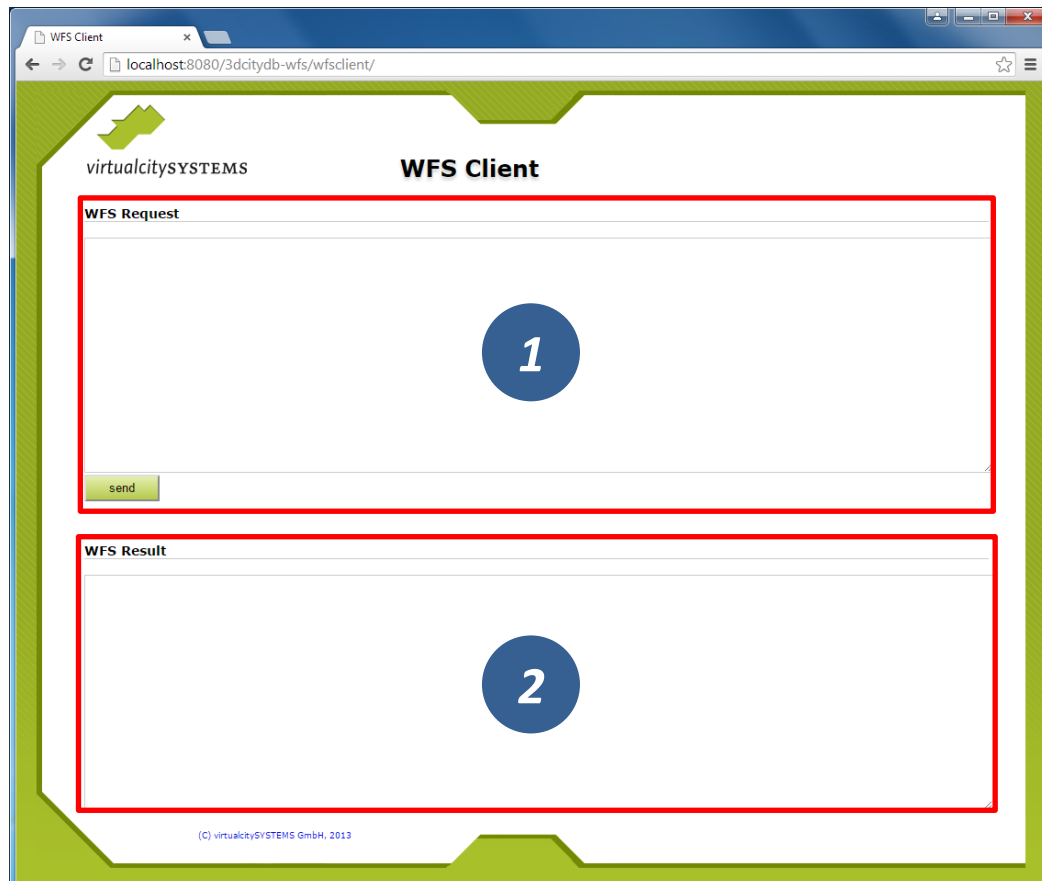 WFS Client
localhost:8080/3dcitydb-wfs/wfsclient/
virtualcitySYSTEMS
WFS Client
WFS Request
1
send
WFS Result
2
(C) virtualcitySYSTEMS GmbH, 2013